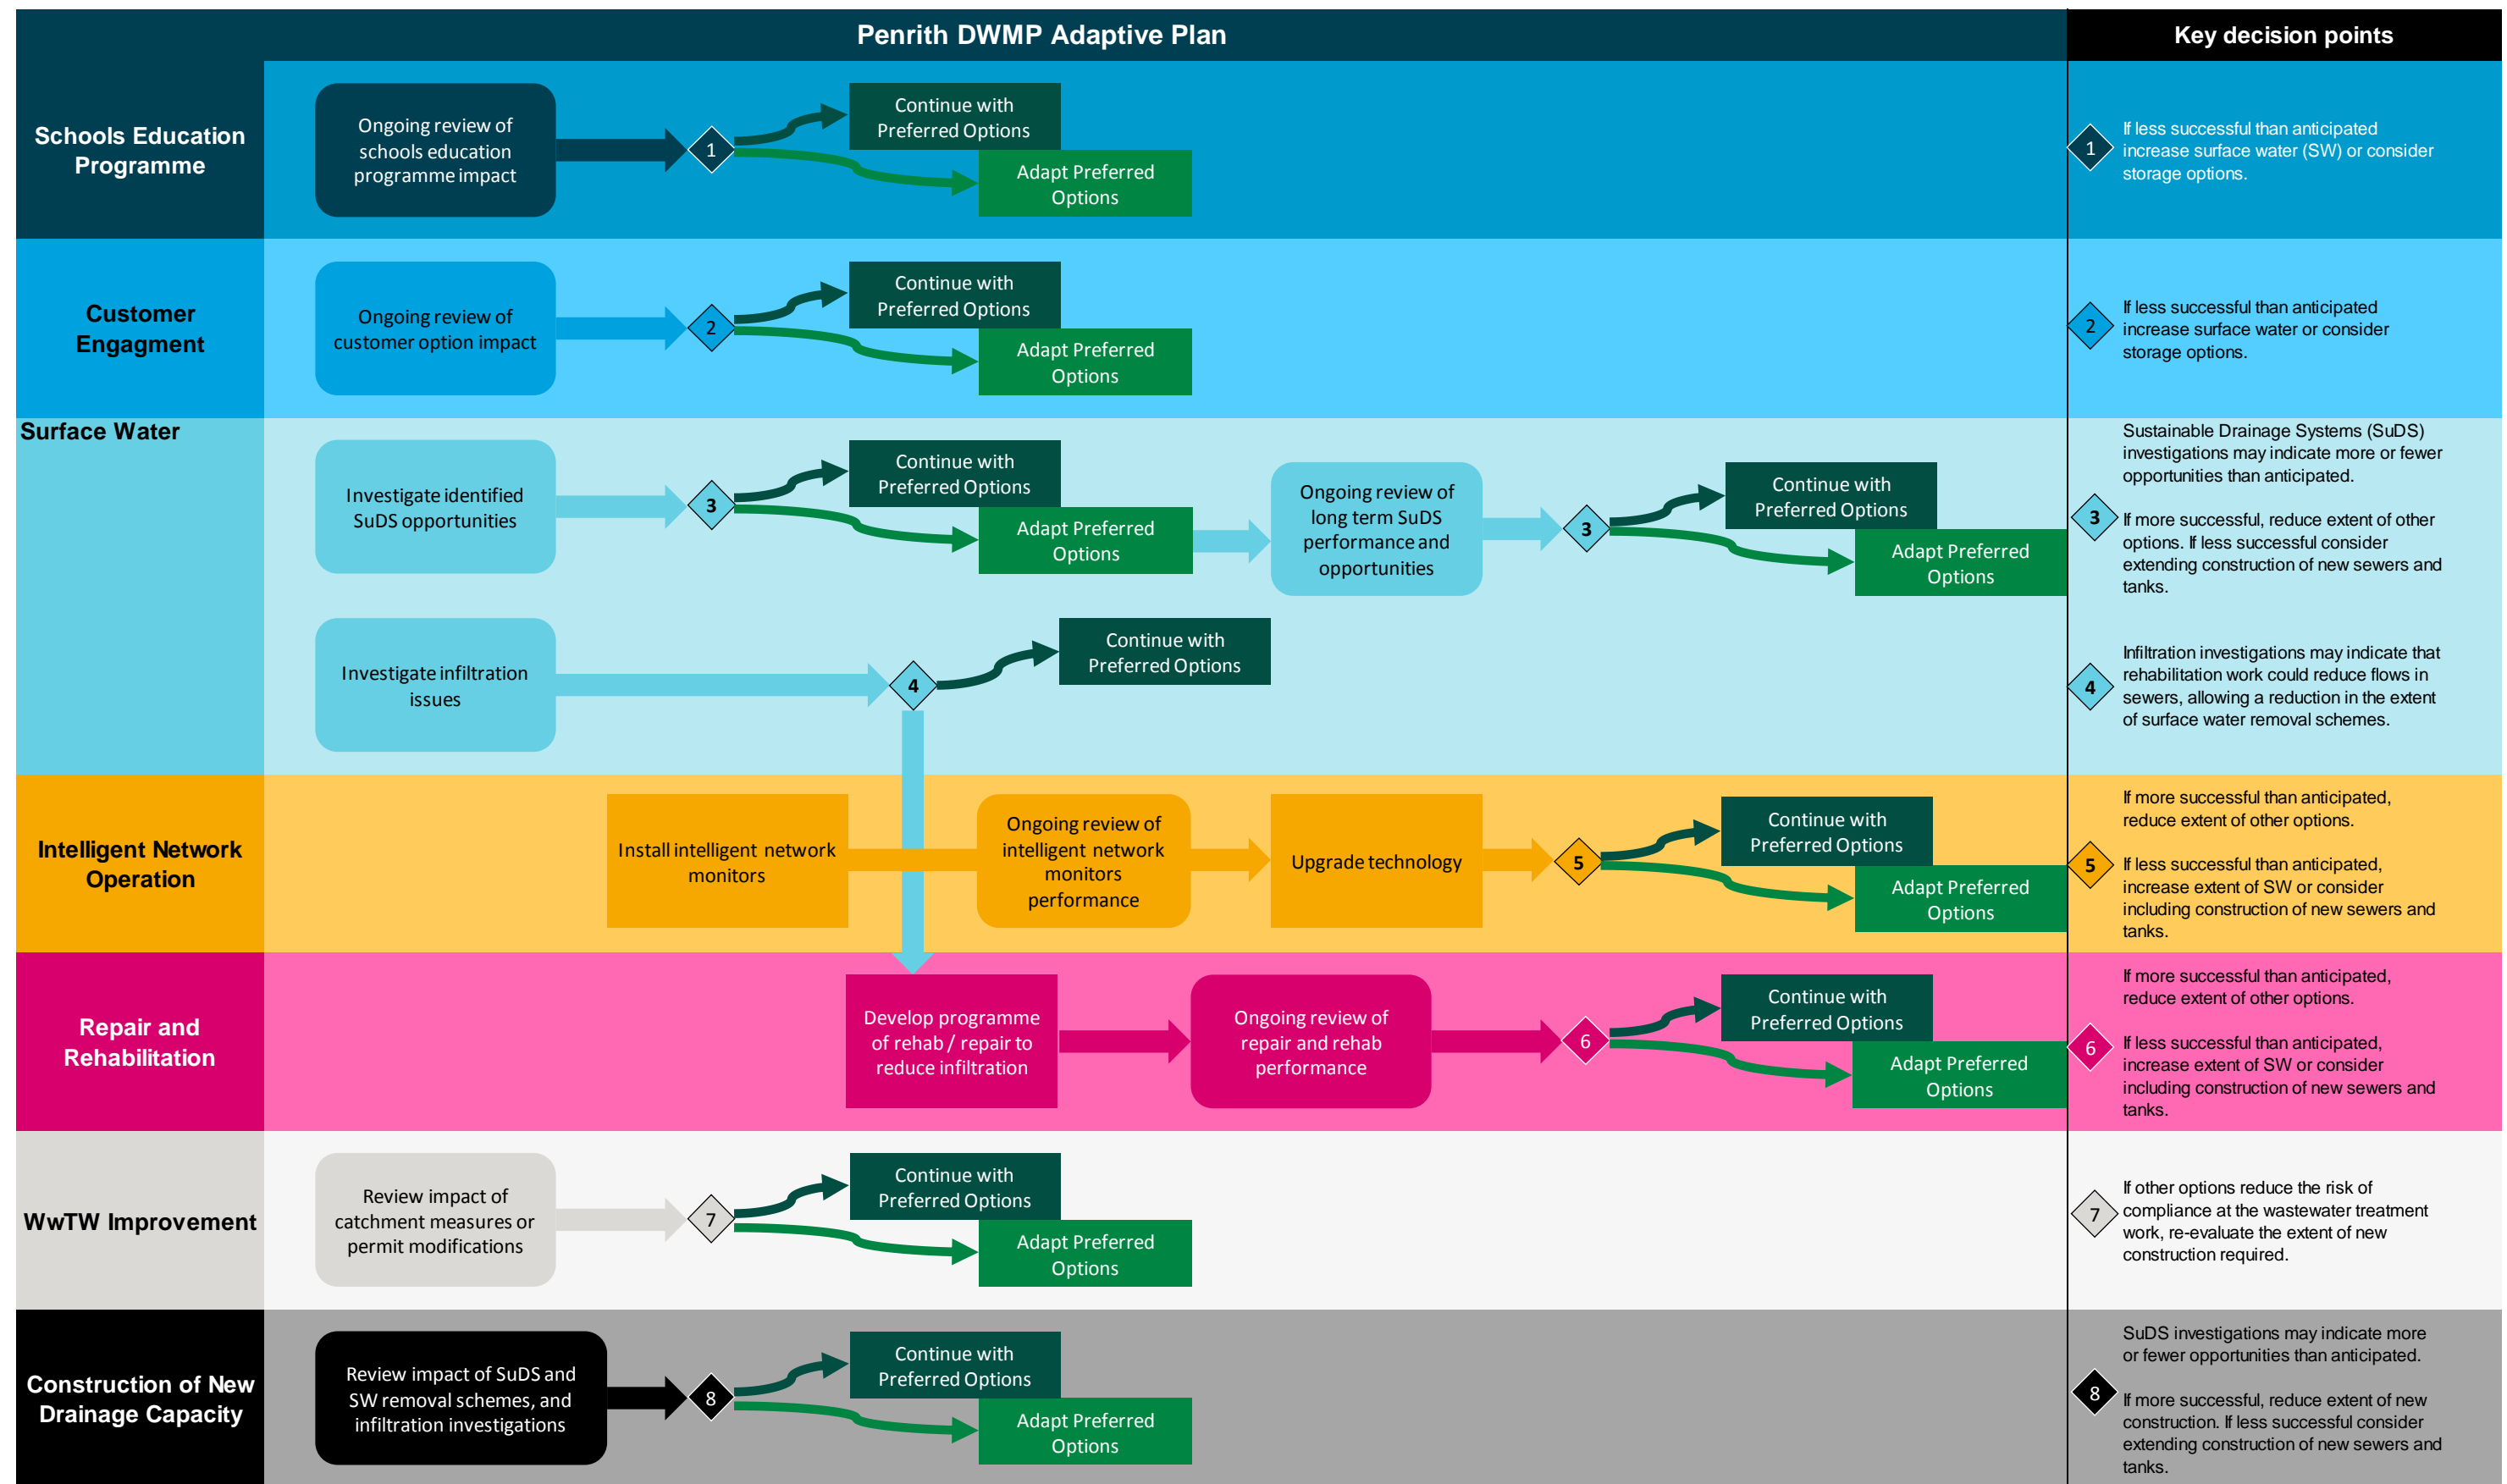 Penrith DWMP Adaptive Plan
Key decision points
Schools Education
Programme
Ongoing review of
schools education
programme impact
1
Continue with
Preferred Options
Adapt Preferred
Options
1
If less successful than anticipated
increase surface water (SW) or consider
storage options.
Customer
Engagment
Ongoing review of
customer option impact
2
Continue with
Preferred Options
Adapt Preferred
Options
2
If less successful than anticipated
increase surface water or consider
storage options.
Surface Water
Investigate identified
SuDS opportunities
3
Continue with
Preferred Options
Adapt Preferred
Options
Ongoing review of
long term SuDS
performance and
opportunities
3
Continue with
Preferred Options
Adapt Preferred
Options
3
Sustainable Drainage Systems (SuDS)
investigations may indicate more or fewer
opportunities than anticipated.
If more successful, reduce extent of other
options. If less successful consider
extending construction of new sewers and
tanks.
Investigate infiltration
issues
4
Continue with
Preferred Options
4
Infiltration investigations may indicate that
rehabilitation work could reduce flows in
sewers, allowing a reduction in the extent
of surface water removal schemes.
Intelligent Network
Operation
Install intelligent network
monitors
Ongoing review of
intelligent network
monitors
performance
Upgrade technology
5
Continue with
Preferred Options
Adapt Preferred
Options
5
If more successful than anticipated,
reduce extent of other options.
If less successful than anticipated,
increase extent of SW or consider
including construction of new sewers and
tanks.
Repair and
Rehabilitation
Develop programme
of rehab / repair to
reduce infiltration
Ongoing review of
repair and rehab
performance
6
Continue with
Preferred Options
Adapt Preferred
Options
6
If more successful than anticipated,
reduce extent of other options.
If less successful than anticipated,
increase extent of SW or consider
including construction of new sewers and
tanks.
WwTW Improvement
Review impact of
catchment measures or
permit modifications
7
Continue with
Preferred Options
Adapt Preferred
Options
7
If other options reduce the risk of
compliance at the wastewater treatment
work, re-evaluate the extent of new
construction required.
Construction of New
Drainage Capacity
Review impact of SuDS and
SW removal schemes, and
infiltration investigations
8
Continue with
Preferred Options
Adapt Preferred
Options
8
SuDS investigations may indicate more
or fewer opportunities than anticipated.
If more successful, reduce extent of new
construction. If less successful consider
extending construction of new sewers and
tanks.